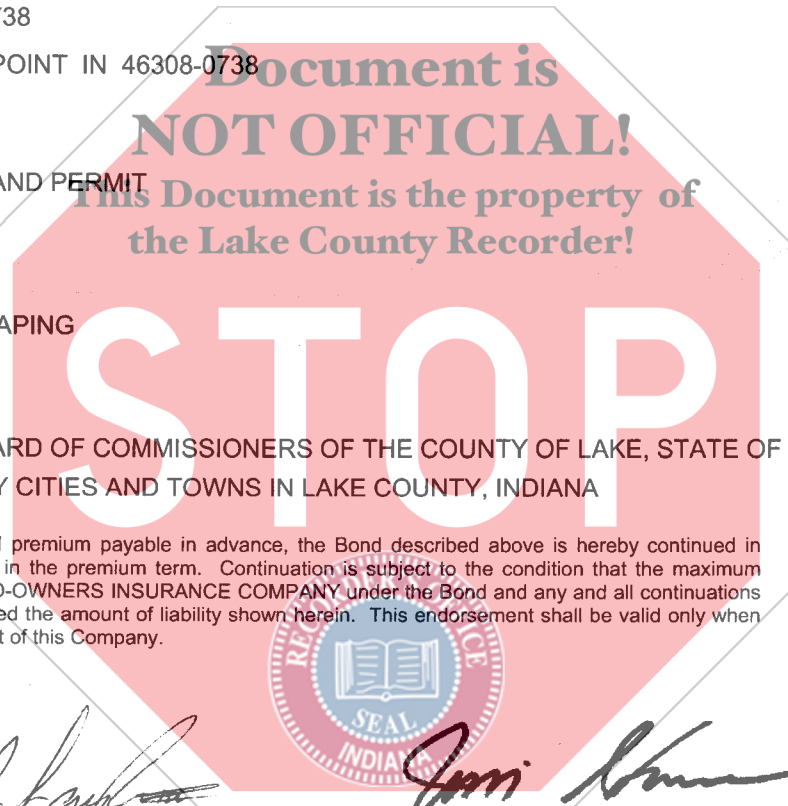 738
POINT IN 46308-0738
Document is
NOT OFFICIAL!
AND PERMIT
This Document is the property of
the Lake County Recorder!
APING
STOP
ARD OF COMMISSIONERS OF THE COUNTY OF LAKE, STATE OF
Y CITIES AND TOWNS IN LAKE COUNTY, INDIANA
premium payable in advance, the Bond described above is hereby continued in
in the premium term. Continuation is subject to the condition that the maximum
O-OWNERS INSURANCE COMPANY under the Bond and any and all continuations
ed the amount of liability shown herein. This endorsement shall be valid only when
t of this Company.
RECORDER'S OFFICE
SEAL
INDIANA